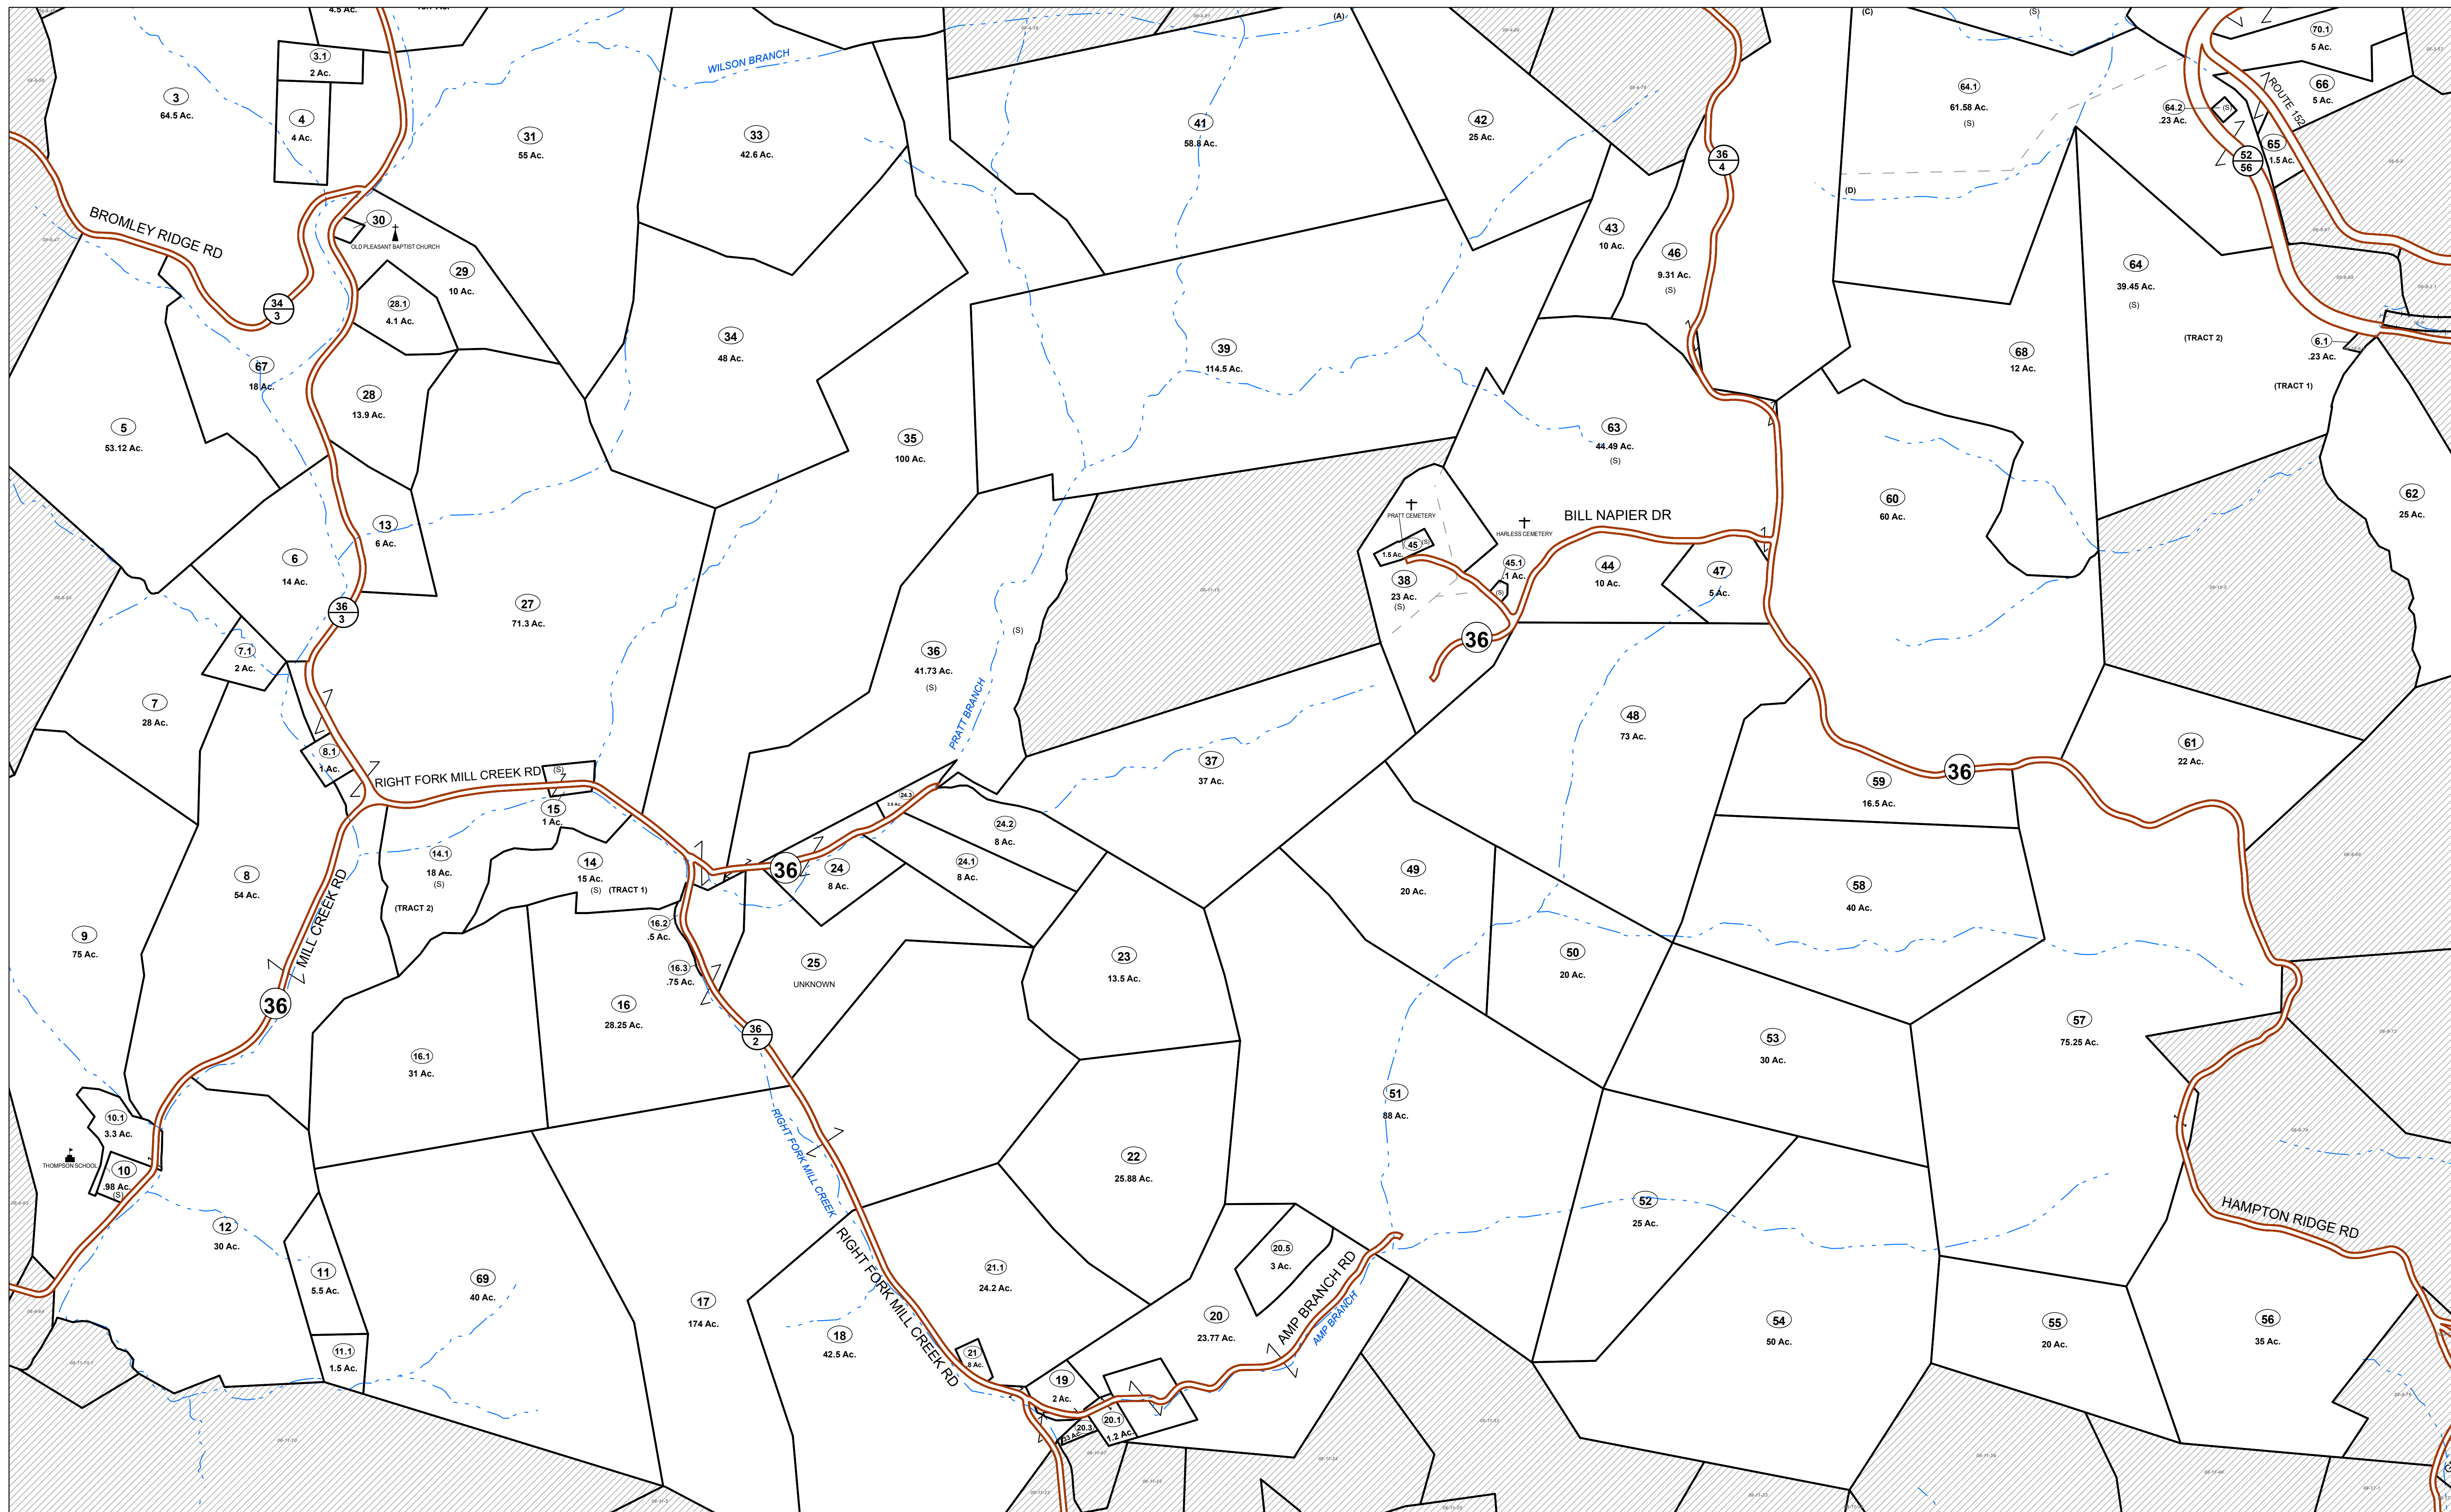 4.5 Ac.
(A)
(C)
(S)
3.1
2 Ac.
70.1
5 Ac.
WILSON BRANCH
3
64.5 Ac.
4
4 Ac.
31
55 Ac.
33
42.6 Ac.
41
58.8 Ac.
42
25 Ac.
36
4
64.1
61.58 Ac.
(S)
64.2
.23 Ac.
(S)
66
5 Ac.
ROUTE 152
65
1.5 Ac.
52
56
(D)
BROMLEY RIDGE RD
30
OLD PLEASANT BAPTIST CHURCH
29
10 Ac.
28.1
4.1 Ac.
34
3
43
10 Ac.
46
9.31 Ac.
(S)
64
39.45 Ac.
(S)
(TRACT 2)
6.1
.23 Ac.
(TRACT 1)
67
18 Ac.
34
48 Ac.
39
114.5 Ac.
68
12 Ac.
28
13.9 Ac.
5
53.12 Ac.
35
100 Ac.
63
44.49 Ac.
(S)
60
60 Ac.
62
25 Ac.
13
6 Ac.
6
14 Ac.
PRATT CEMETERY
HARLESS CEMETERY
BILL NAPIER DR
45
(S)
1.5 Ac.
45.1
.1 Ac.
(S)
38
23 Ac.
(S)
44
10 Ac.
47
5 Ac.
36
3
27
71.3 Ac.
36
7.1
2 Ac.
36
41.73 Ac.
(S)
(S)
PRATT BRANCH
7
28 Ac.
48
73 Ac.
8.1
1 Ac.
RIGHT FORK MILL CREEK RD
(S)
15
1 Ac.
37
37 Ac.
61
22 Ac.
36
59
16.5 Ac.
24.3
3.5 Ac.
24.2
8 Ac.
24.1
8 Ac.
24
8 Ac.
36
14.1
18 Ac.
(S)
(TRACT 2)
14
15 Ac.
(S)
(TRACT 1)
8
54 Ac.
MILL CREEK RD
49
20 Ac.
58
40 Ac.
9
75 Ac.
16.2
.5 Ac.
16.3
.75 Ac.
25
UNKNOWN
23
13.5 Ac.
50
20 Ac.
36
16
28.25 Ac.
36
2
53
30 Ac.
57
75.25 Ac.
16.1
31 Ac.
51
88 Ac.
10.1
3.3 Ac.
THOMPSON SCHOOL
10
.98 Ac.
(S)
RIGHT FORK MILL CREEK
22
25.88 Ac.
12
30 Ac.
52
25 Ac.
HAMPTON RIDGE RD
11
5.5 Ac.
69
40 Ac.
17
174 Ac.
RIGHT FORK MILL CREEK RD
21.1
24.2 Ac.
20.5
3 Ac.
20
23.77 Ac.
AMP BRANCH RD
AMP BRANCH
18
42.5 Ac.
54
50 Ac.
55
20 Ac.
56
35 Ac.
11.1
1.5 Ac.
21
.8 Ac.
19
2 Ac.
20.1
1.2 Ac.
20.3